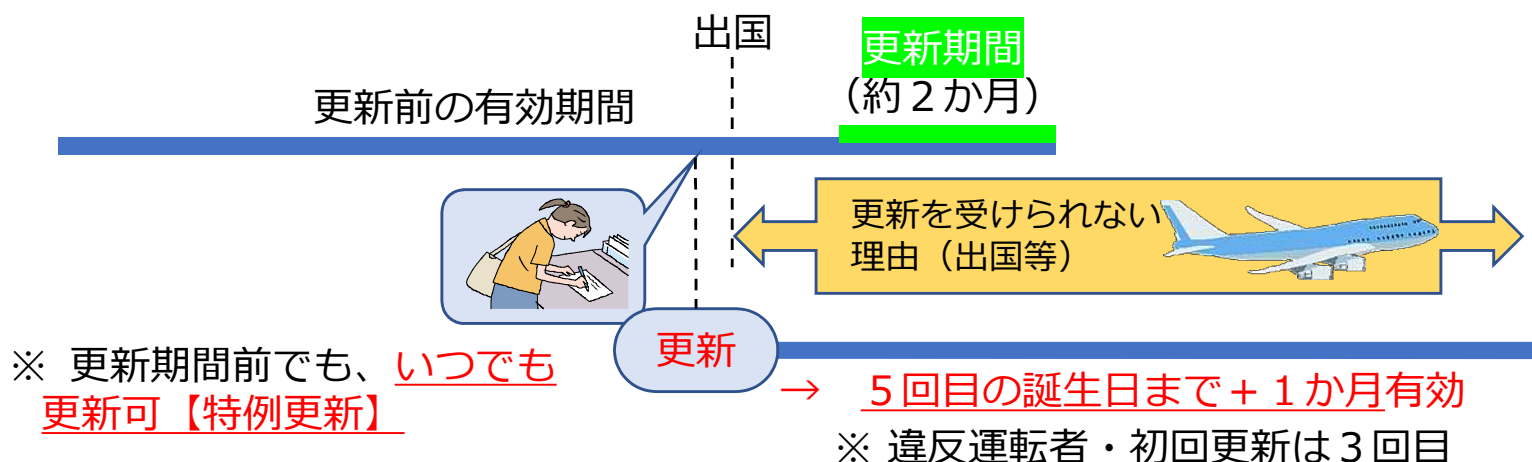 出国
更新期間
（約２か月）
更新前の有効期間
更新を受けられない
理由（出国等）
更新
※ 更新期間前でも、いつでも
更新可【特例更新】
→ ５回目の誕生日まで＋１か月有効
※ 違反運転者・初回更新は３回目